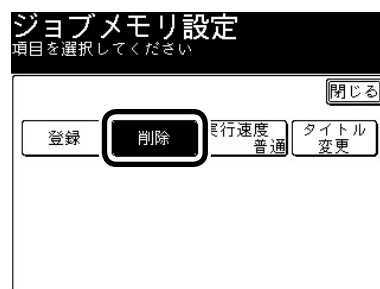 ジョブメモリ設定
項目を選択してください
閉じる
登録
削除
実行速度
普通
タイトル
変更